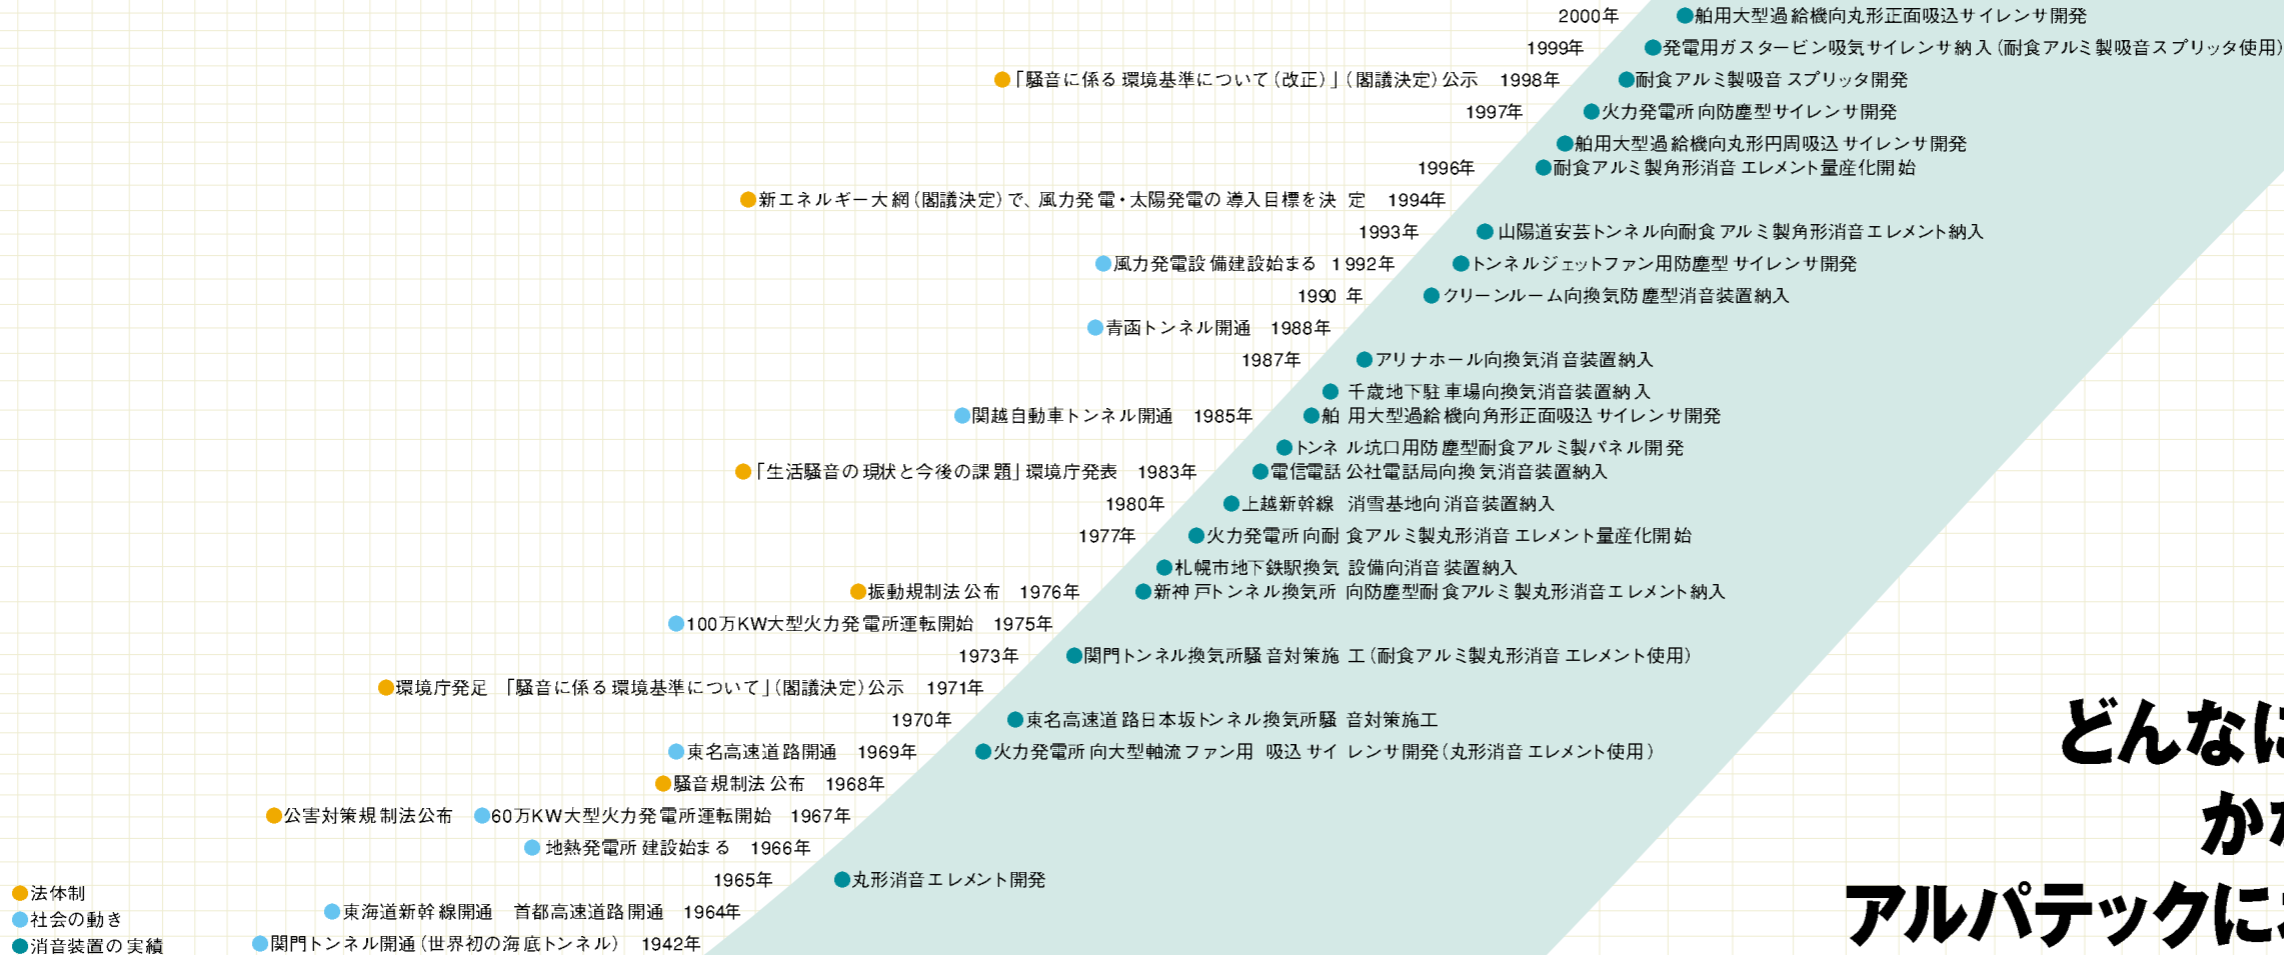 2000年 ●舶用大型過給機向丸形正面吸込サイレンサ開発
1999年 ●発電用ガスタービン吸気サイレンサ納入(耐食アルミ製吸音スプリッタ使用)
●「騒音に係る環境基準について(改正)」(閣議決定)公示 1998年 ●耐食アルミ製吸音スプリッタ開発
1997年 ●火力発電所向防塵型サイレンサ開発
●舶用大型過給機向丸形円周吸込サイレンサ開発
1996年 ●耐食アルミ製角形消音エレメント量産化開始
●新エネルギー大綱(閣議決定)で、風力発電・太陽発電の導入目標を決定 1994年
1993年 ●山陽道安芸トンネル向耐食アルミ製角形消音エレメント納入
●風力発電設備建設始まる 1992年 ●トンネルジェットファン用防塵型サイレンサ開発
1990年 ●クリーンルーム向換気防塵型消音装置納入
●青函トンネル開通 1988年
1987年 ●アリナホール向換気消音装置納入
●千歳地下駐車場向換気消音装置納入
●関越自動車トンネル開通 1985年 ●舶用大型過給機向角形正面吸込サイレンサ開発
●トンネル坑口用防塵型耐食アルミ製パネル開発
●「生活騒音の現状と今後の課題」環境庁発表 1983年 ●電信電話公社電話局向換気消音装置納入
1980年 ●上越新幹線 消雪基地向消音装置納入
1977年 ●火力発電所向耐食アルミ製丸形消音エレメント量産化開始
●札幌市地下鉄駅換気設備向消音装置納入
●振動規制法公布 1976年 ●新神戸トンネル換気所向防塵型耐食アルミ製丸形消音エレメント納入
●100万KW大型火力発電所運転開始 1975年
1973年 ●関門トンネル換気所騒音対策施工(耐食アルミ製丸形消音エレメント使用)
●環境庁発足 「騒音に係る環境基準について」(閣議決定)公示 1971年
1970年 ●東名高速道路日本坂トンネル換気所騒音対策施工
●東名高速道路開通 1969年 ●火力発電所向大型軸流ファン用 吸込サイレンサ開発(丸形消音エレメント使用)
●騒音規制法公布 1968年
●公害対策規制法公布 ●60万KW大型火力発電所運転開始 1967年
●地熱発電所建設始まる 1966年
1965年 ●丸形消音エレメント開発
●東海道新幹線開通 首都高速道路開通 1964年
●関門トンネル開通(世界初の海底トンネル) 1942年
●法体制
●社会の動き
●消音装置の実績
どんなに
か
アルパテックに